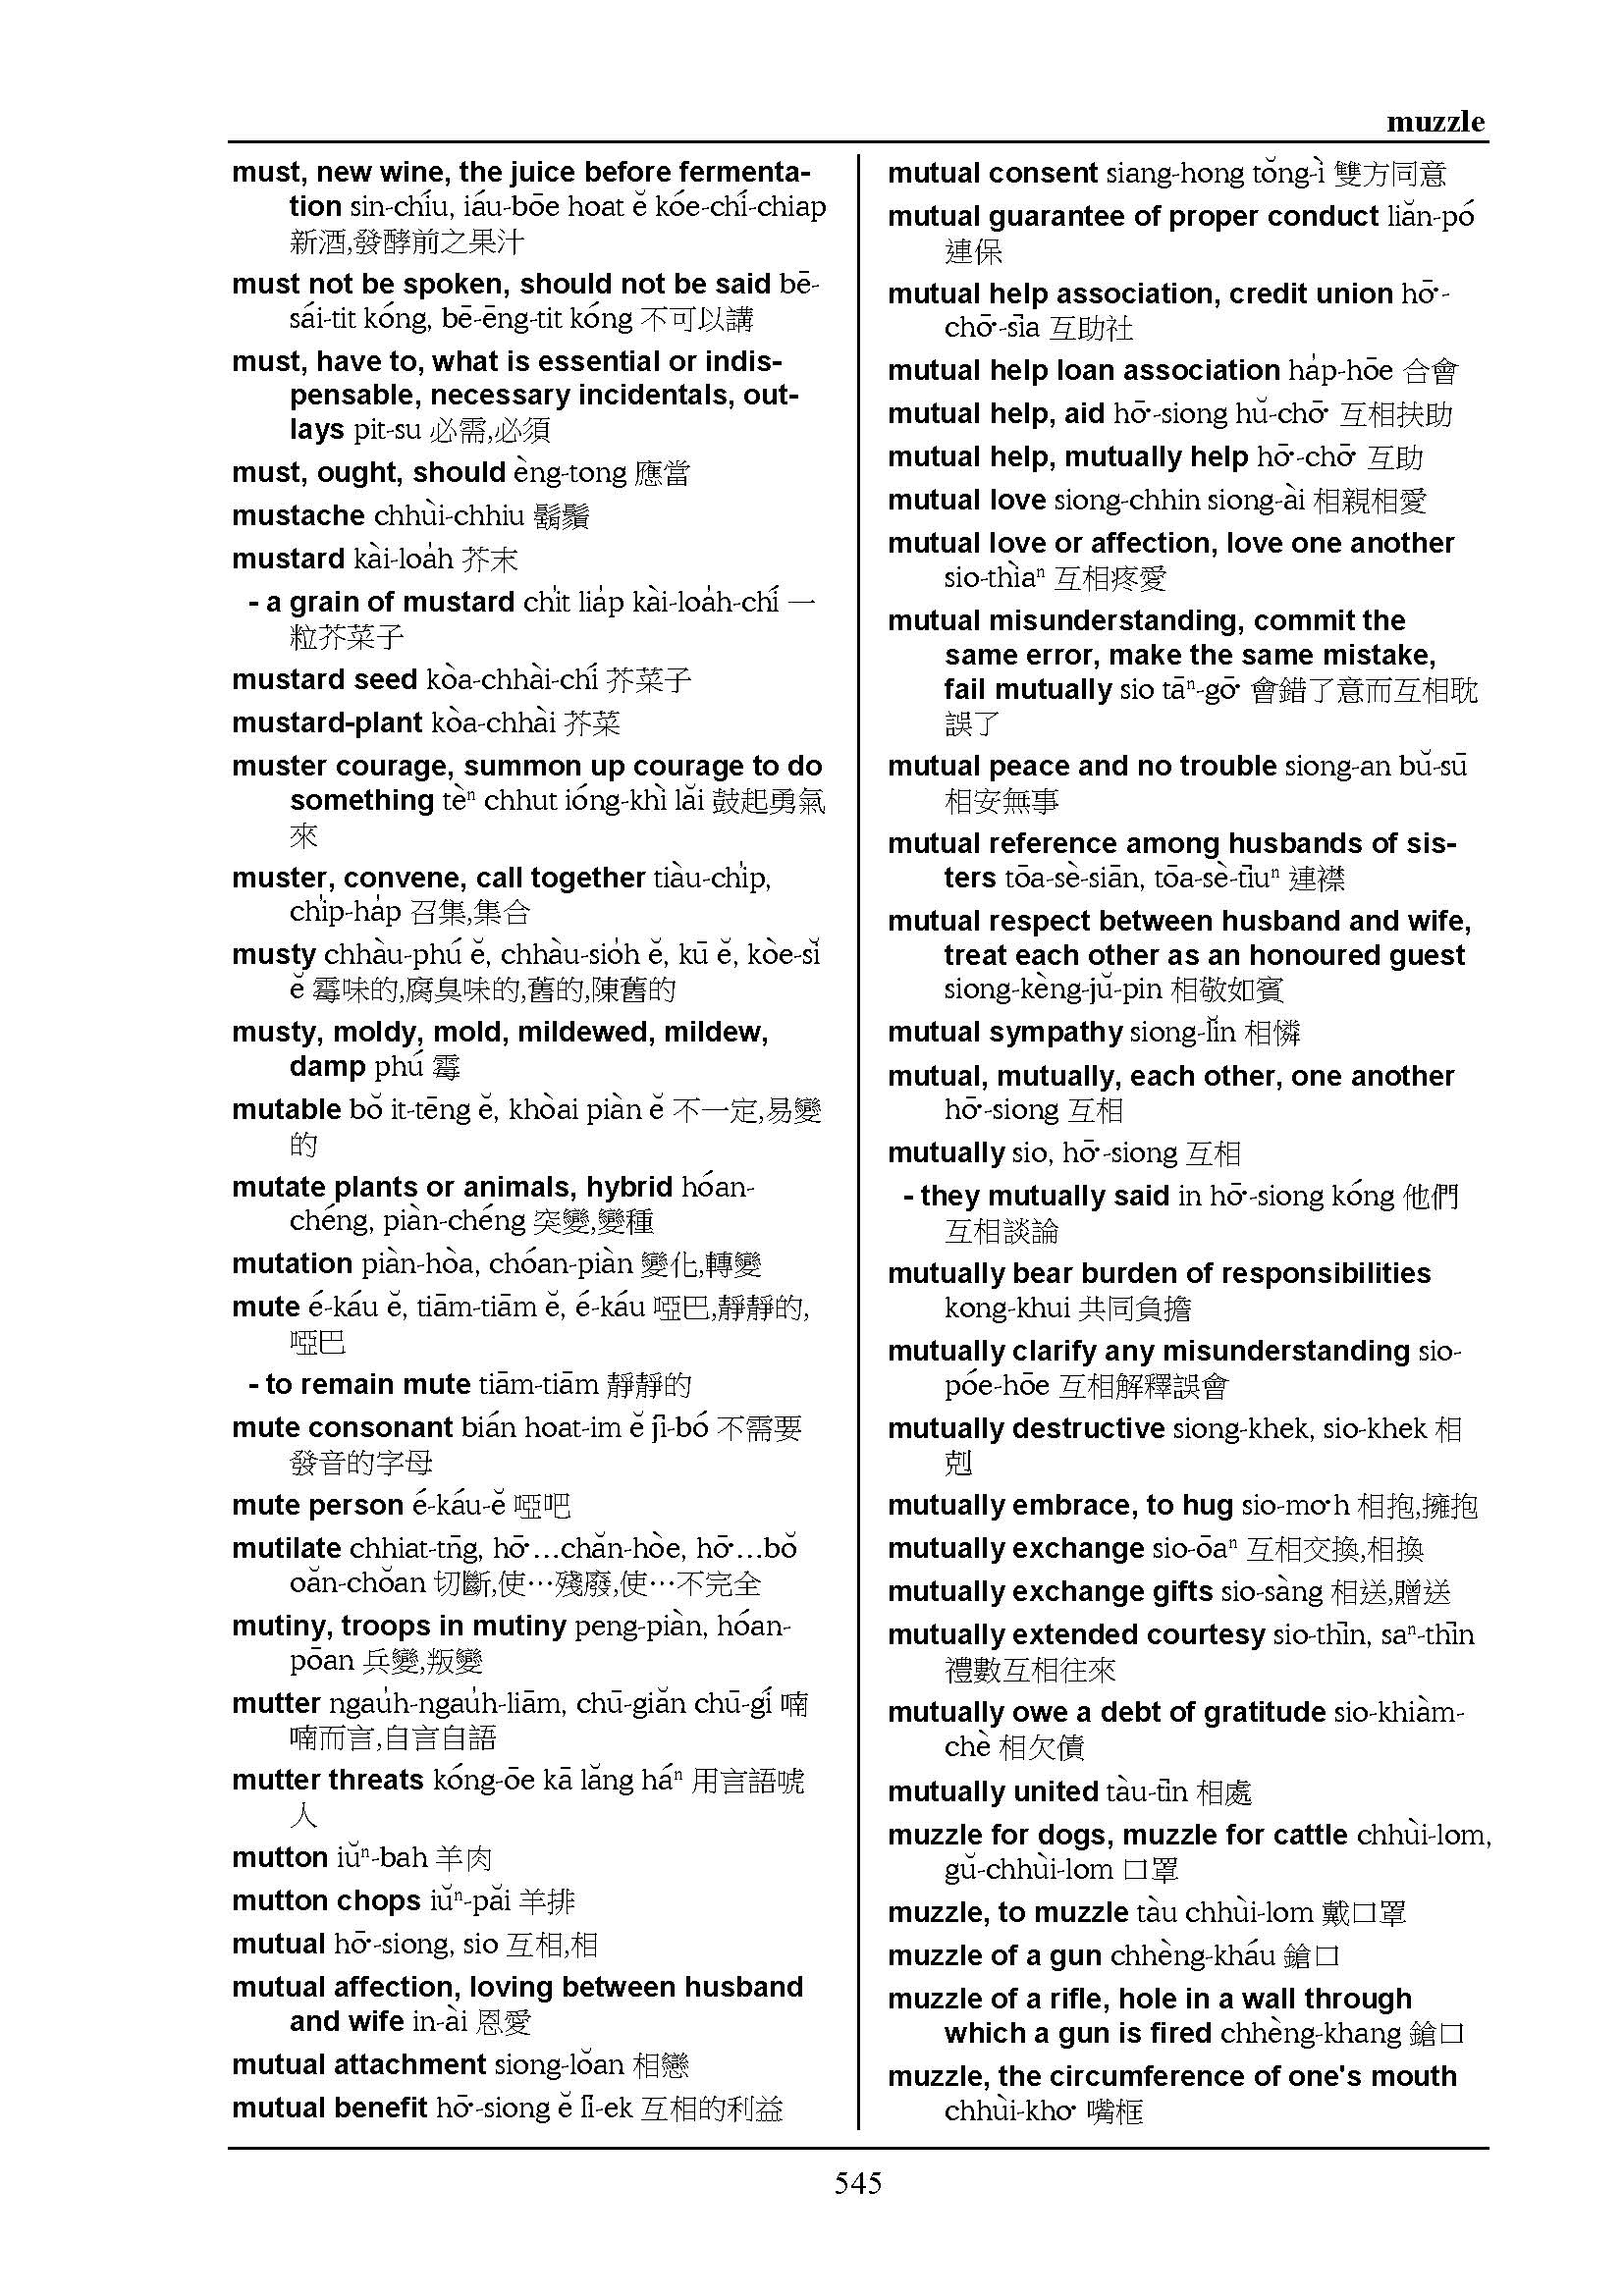 muzzle
must, new wine, the juice before fermenta-
tion sin-chíu, iáu-bōe hoat ĕ kóe-chí-chiap
新酒,發酵前之果汁
must not be spoken, should not be said bē-
sái-tit kóng, bē-ēng-tit kóng 不可以講
must, have to, what is essential or indis-
pensable, necessary incidentals, out-
lays pit-su 必需,必須
must, ought, should èng-tong 應當
mustache chhùi-chhiu 鬍鬚
mustard kài-loa̍h 芥末
- a grain of mustard chi̍t lia̍p kài-loa̍h-chí 一
粒芥菜子
mustard seed kòa-chhài-chí 芥菜子
mustard-plant kòa-chhài 芥菜
muster courage, summon up courage to do
something tèⁿ chhut ióng-khì lăi 鼓起勇氣
來
muster, convene, call together tiàu-chi̍p,
chi̍p-ha̍p 召集,集合
musty chhàu-phú ĕ, chhàu-sio̍h ĕ, kū ĕ, kòe-sĭ
ĕ 霉味的,腐臭味的,舊的,陳舊的
musty, moldy, mold, mildewed, mildew,
damp phú 霉
mutable bŏ it-tēng ĕ, khòai piàn ĕ 不一定,易變
的
mutate plants or animals, hybrid hóan-
chéng, piàn-chéng 突變,變種
mutation piàn-hòa, chóan-piàn 變化,轉變
mute é-káu ĕ, tiām-tiām ĕ, é-káu 啞巴,靜靜的,
啞巴
- to remain mute tiām-tiām 靜靜的
mute consonant bián hoat-im ĕ jī-bó 不需要
發音的字母
mute person é-káu-ĕ 啞吧
mutilate chhiat-tn̄g, hō͘…chăn-hòe, hō͘…bŏ
oăn-chŏan 切斷,使…殘廢,使…不完全
mutiny, troops in mutiny peng-piàn, hóan-
pōan 兵變,叛變
mutter ngau̍h-ngau̍h-liām, chū-giăn chū-gí 喃
喃而言,自言自語
mutter threats kóng-ōe kā lăng háⁿ 用言語唬
人
mutton iŭⁿ-bah 羊肉
mutton chops iŭⁿ-păi 羊排
mutual hō͘-siong, sio 互相,相
mutual affection, loving between husband
and wife in-ài 恩愛
mutual attachment siong-lŏan 相戀
mutual benefit hō͘-siong ĕ lī-ek 互相的利益
mutual consent siang-hong tŏng-ì 雙方同意
mutual guarantee of proper conduct liăn-pó
連保
mutual help association, credit union hō͘-
chō͘-sīa 互助社
mutual help loan association ha̍p-hōe 合會
mutual help, aid hō͘-siong hŭ-chō͘ 互相扶助
mutual help, mutually help hō͘-chō͘ 互助
mutual love siong-chhin siong-ài 相親相愛
mutual love or affection, love one another
sio-thìaⁿ 互相疼愛
mutual misunderstanding, commit the
same error, make the same mistake,
fail mutually sio tāⁿ-gō͘ 會錯了意而互相耽
誤了
mutual peace and no trouble siong-an bŭ-sū
相安無事
mutual reference among husbands of sis-
ters tōa-sè-siān, tōa-sè-tīuⁿ 連襟
mutual respect between husband and wife,
treat each other as an honoured guest
siong-kèng-jŭ-pin 相敬如賓
mutual sympathy siong-lĭn 相憐
mutual, mutually, each other, one another
hō͘-siong 互相
mutually sio, hō͘-siong 互相
- they mutually said in hō͘-siong kóng 他們
互相談論
mutually bear burden of responsibilities
kong-khui 共同負擔
mutually clarify any misunderstanding sio-
póe-hōe 互相解釋誤會
mutually destructive siong-khek, sio-khek 相
剋
mutually embrace, to hug sio-mo͘h 相抱,擁抱
mutually exchange sio-ōaⁿ 互相交換,相換
mutually exchange gifts sio-sàng 相送,贈送
mutually extended courtesy sio-thīn, saⁿ-thīn
禮數互相往來
mutually owe a debt of gratitude sio-khiàm-
chè 相欠債
mutually united tàu-tīn 相處
muzzle for dogs, muzzle for cattle chhùi-lom,
gŭ-chhùi-lom 口罩
muzzle, to muzzle tàu chhùi-lom 戴口罩
muzzle of a gun chhèng-kháu 鎗口
muzzle of a rifle, hole in a wall through
which a gun is fired chhèng-khang 鎗口
muzzle, the circumference of one's mouth
chhùi-kho͘ 嘴框
545